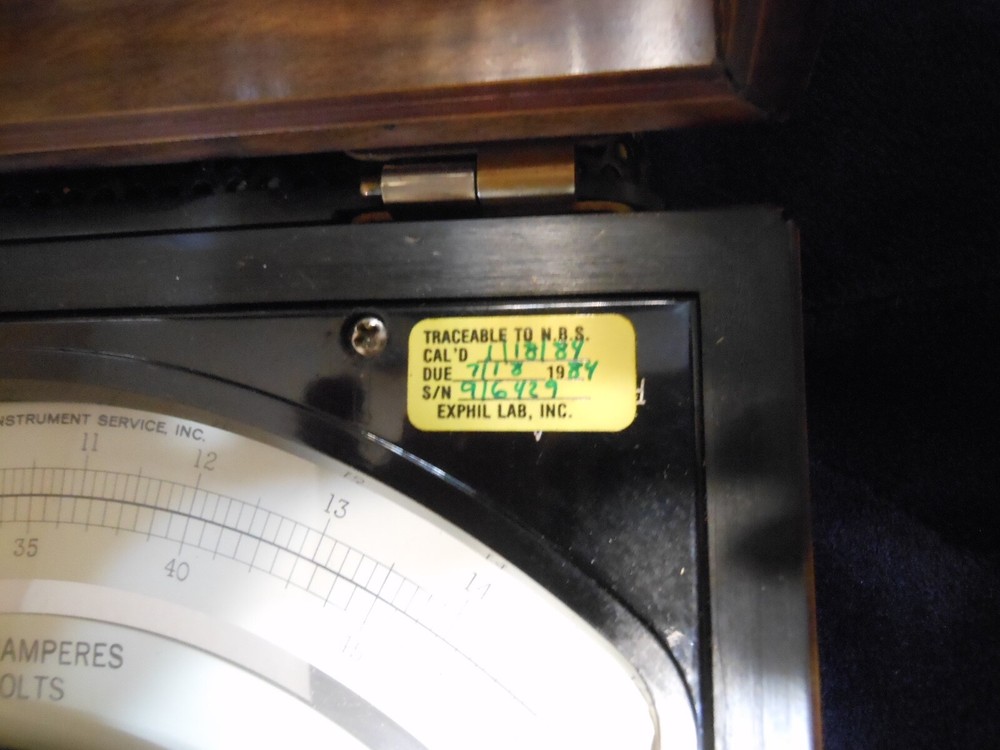 TRACEABLE TO N.B.S.
CAL'D 1/18/84
DUE 7/18 1984
S/N 916429
EXPHIL LAB, INC.
INSTRUMENT SERVICE, INC.
11 12 13 14
35 40
AMPERES
OLTS